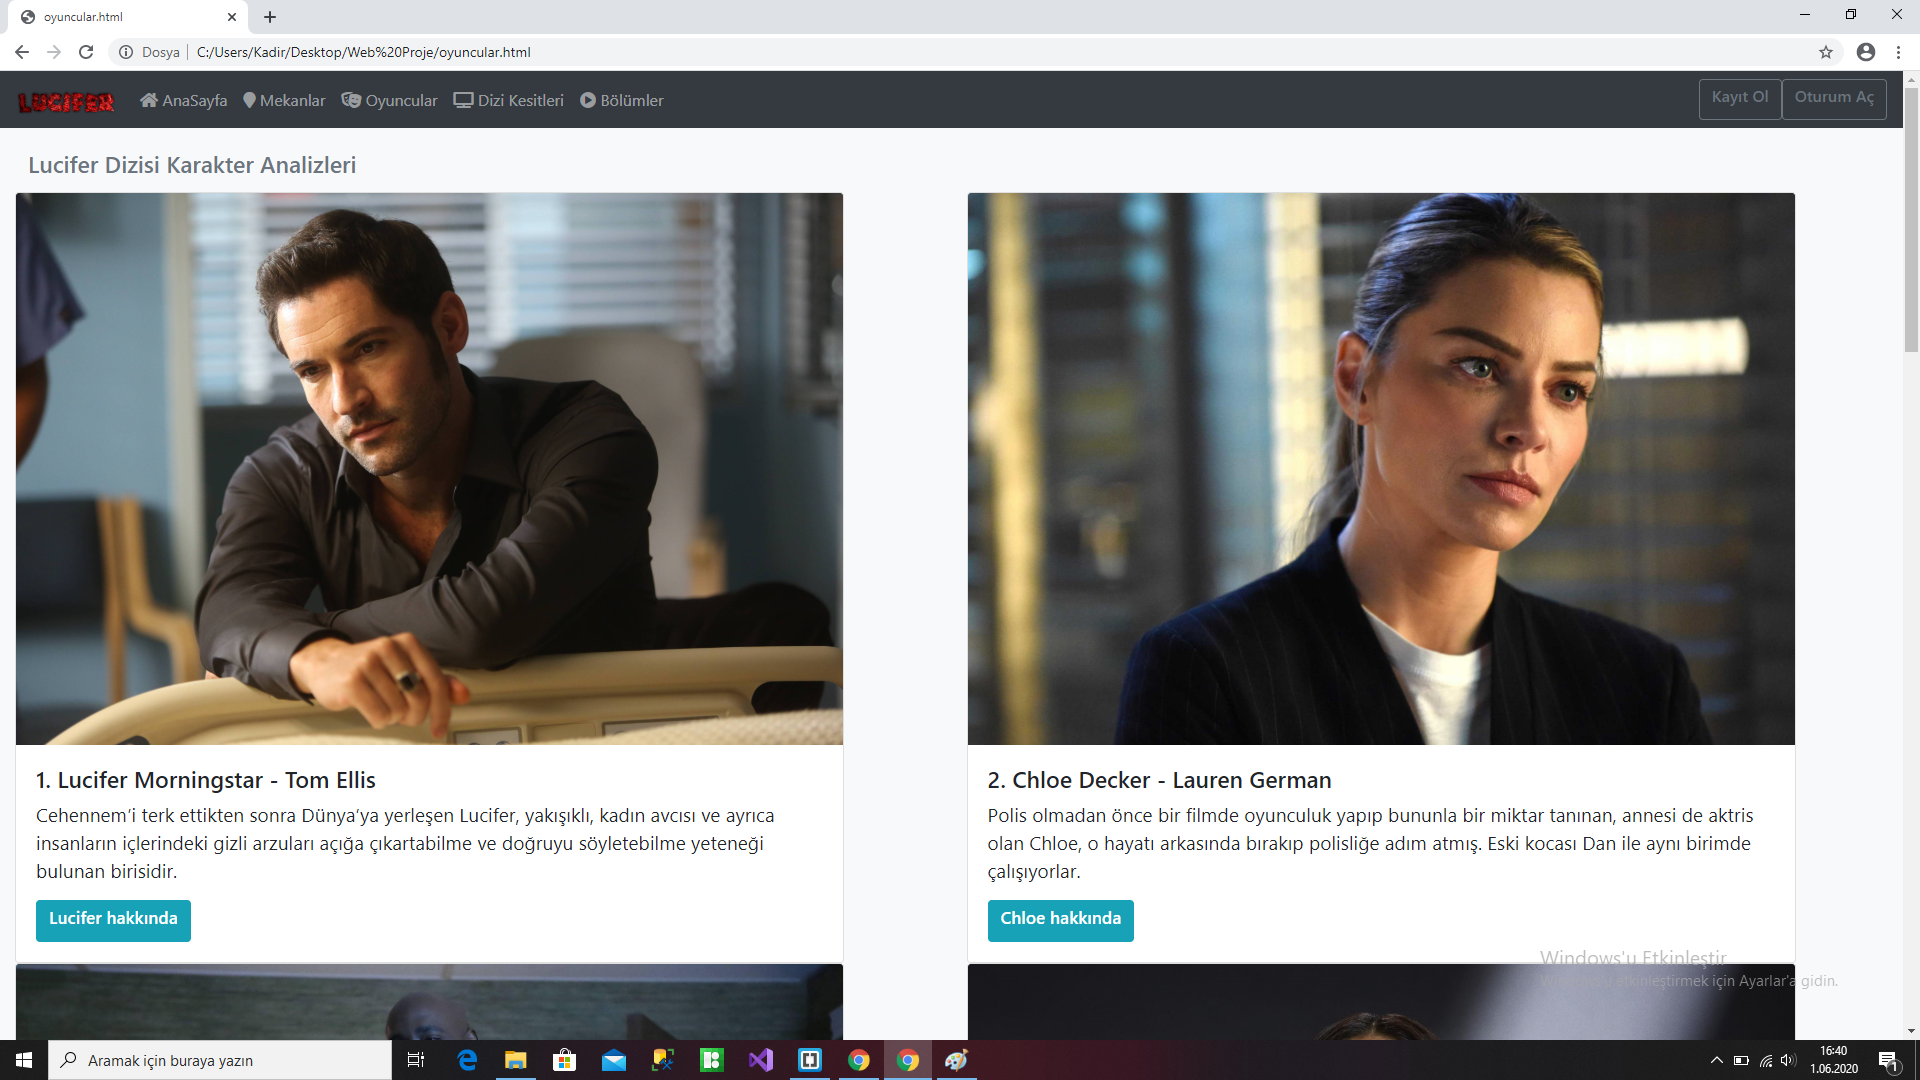 oyuncular.html
Dosya C:/Users/Kadir/Desktop/Web%20Proje/oyuncular.html
LUCIFER AnaSayfa Mekanlar Oyuncular Dizi Kesitleri Bölümler Kayıt Ol Oturum Aç
Lucifer Dizisi Karakter Analizleri
1. Lucifer Morningstar - Tom Ellis
Cehennem’i terk ettikten sonra Dünya’ya yerleşen Lucifer, yakışıklı, kadın avcısı ve ayrıca
insanların içlerindeki gizli arzuları açığa çıkartabilme ve doğruyu söyletebilme yeteneği
bulunan birisidir.
Lucifer hakkında
2. Chloe Decker - Lauren German
Polis olmadan önce bir filmde oyunculuk yapıp bununla bir miktar tanınan, annesi de aktris
olan Chloe, o hayatı arkasında bırakıp polisliğe adım atmış. Eski kocası Dan ile aynı birimde
çalışıyorlar.
Chloe hakkında
Windows'u Etkinleştir
Windows'u etkinleştirmek için Ayarlar'a gidin.
Aramak için buraya yazın
16:40
1.06.2020
1